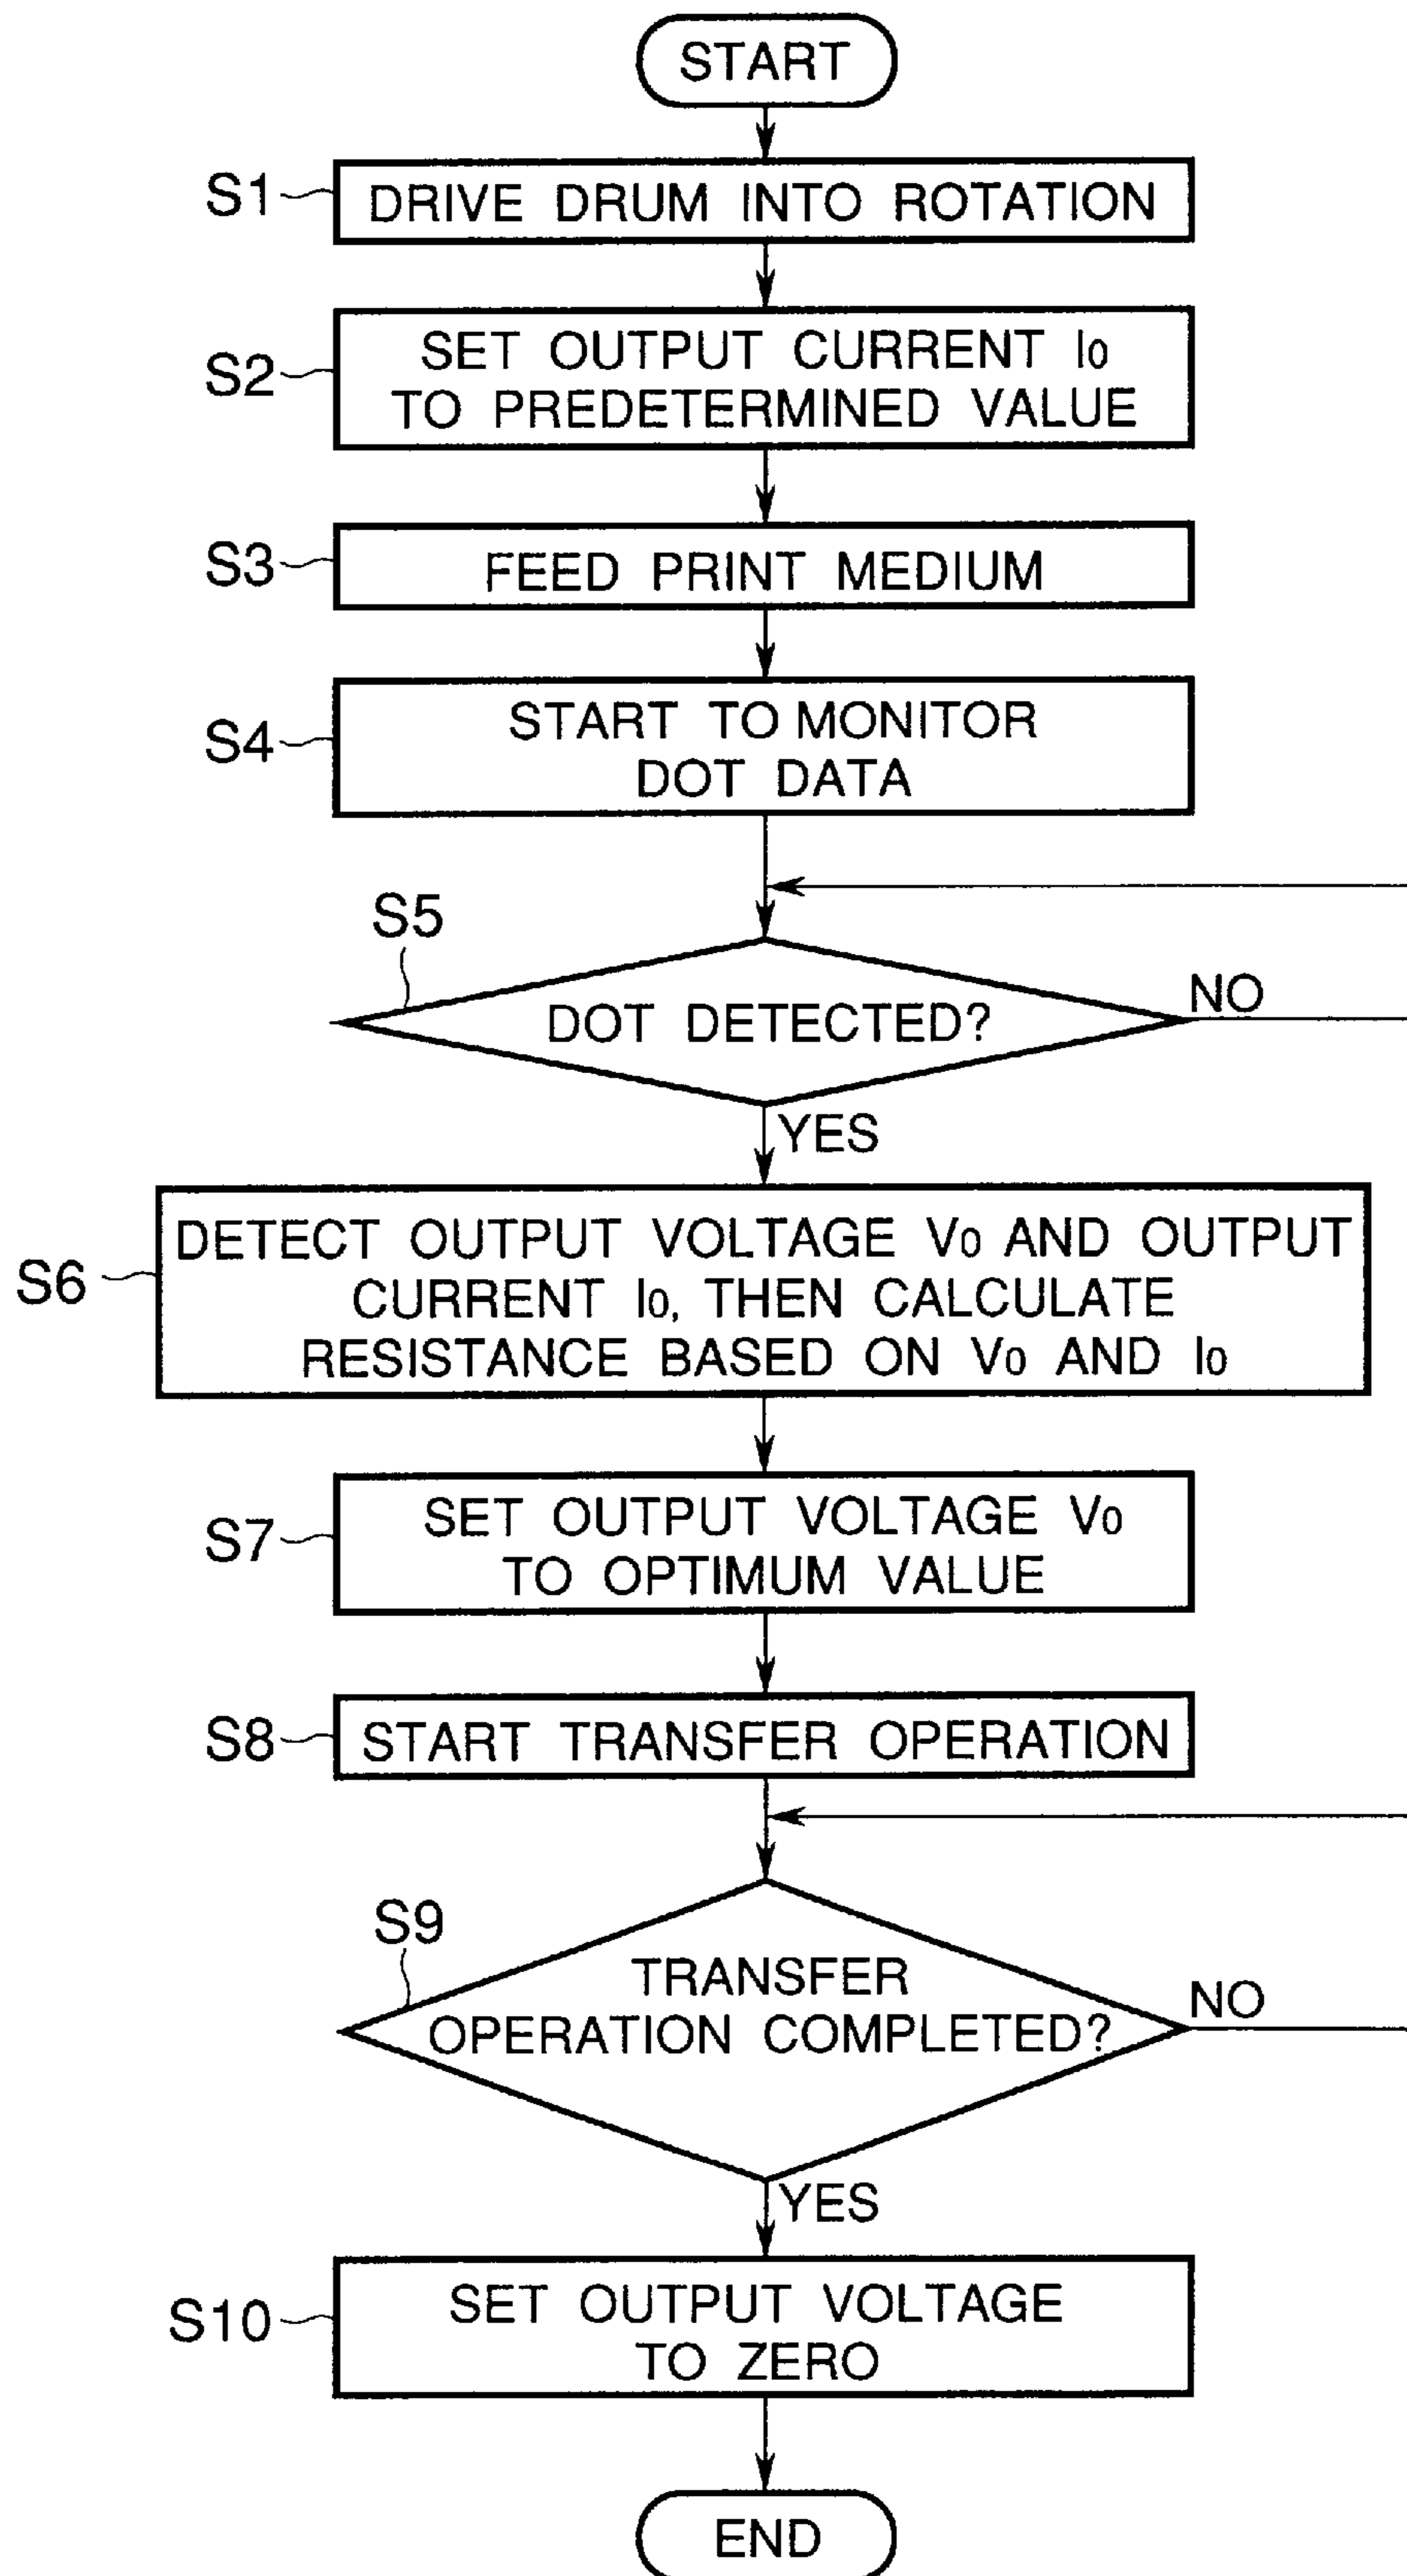 START
S1
DRIVE DRUM INTO ROTATION
S2
SET OUTPUT CURRENT I0
TO PREDETERMINED VALUE
S3
FEED PRINT MEDIUM
S4
START TO MONITOR
DOT DATA
S5
DOT DETECTED?
NO
YES
S6
DETECT OUTPUT VOLTAGE V0 AND OUTPUT
CURRENT I0, THEN CALCULATE
RESISTANCE BASED ON V0 AND I0
S7
SET OUTPUT VOLTAGE V0
TO OPTIMUM VALUE
S8
START TRANSFER OPERATION
S9
TRANSFER
OPERATION COMPLETED?
NO
YES
S10
SET OUTPUT VOLTAGE
TO ZERO
END